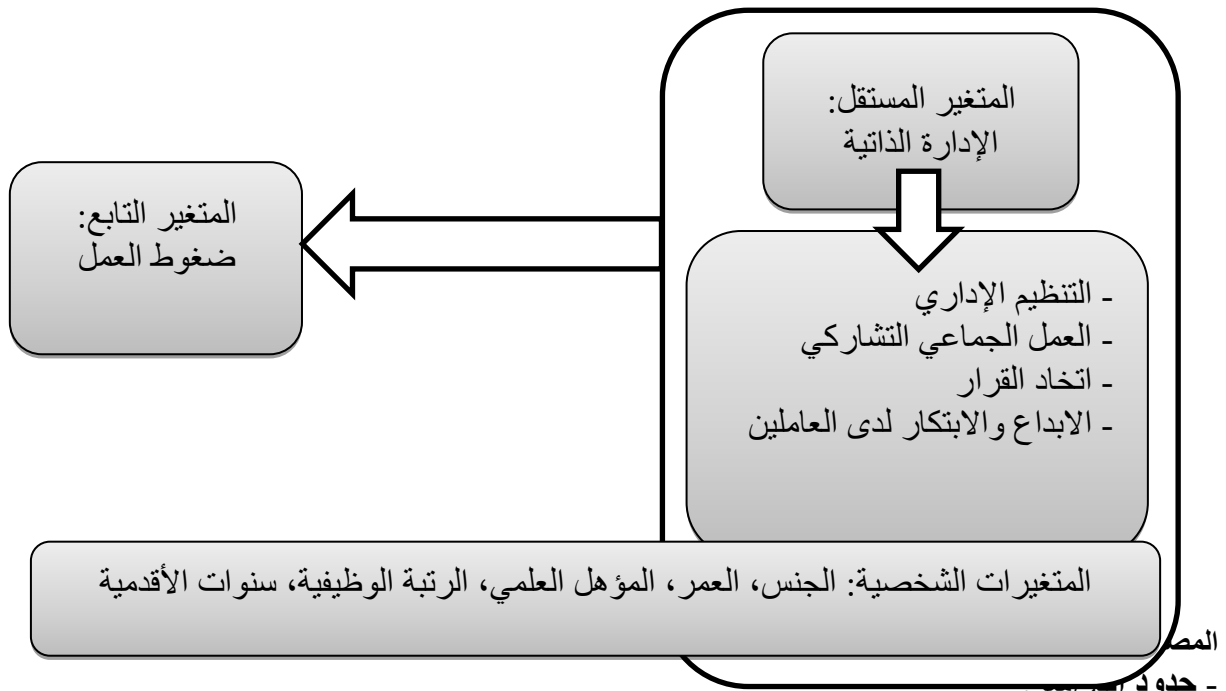 المتغير المستقل:
الإدارة الذاتية
المتغير التابع:
ضغوط العمل
- التنظيم الإداري
- العمل الجماعي التشاركي
- اتخاد القرار
- الابداع والابتكار لدى العاملين
المتغيرات الشخصية: الجنس، العمر، المؤهل العلمي، الرتبة الوظيفية، سنوات الأقدمية
- حدود